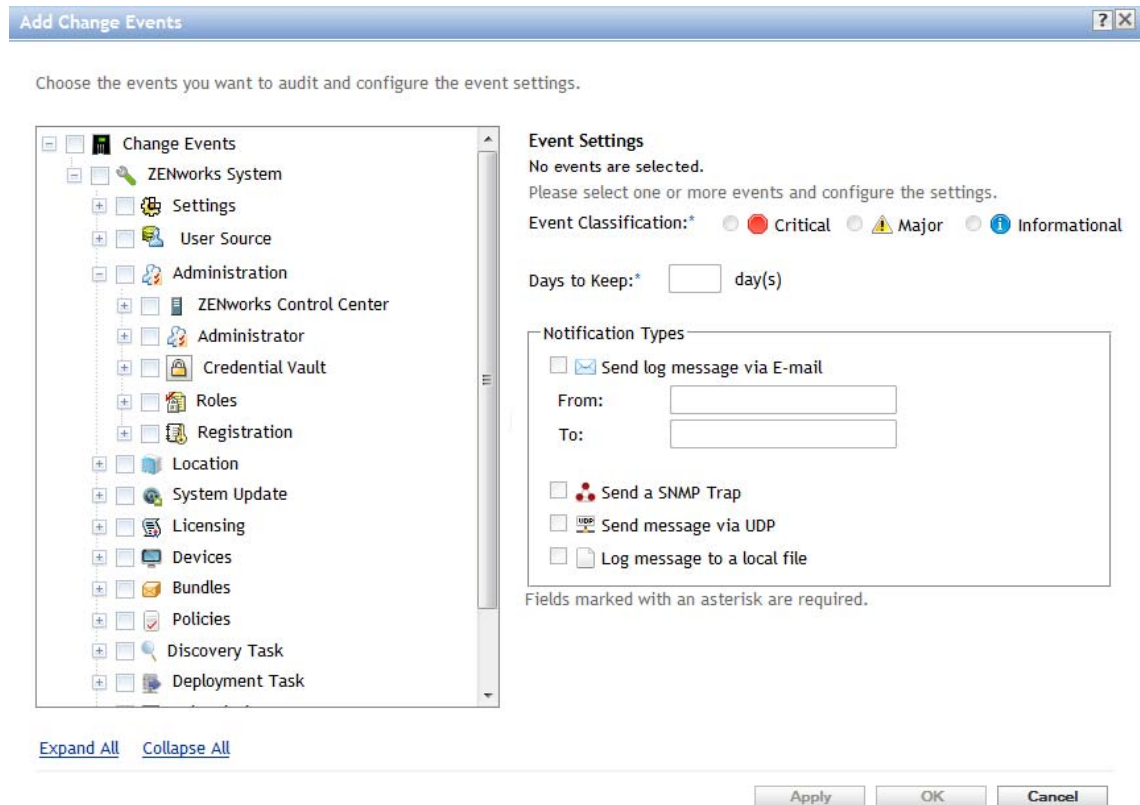 Add Change Events
?
Choose the events you want to audit and configure the event settings.
Change Events
ZENworks System
Settings
User Source
Administration
ZENworks Control Center
Administrator
Credential Vault
Roles
Registration
Location
System Update
Licensing
Devices
Bundles
Policies
Discovery Task
Deployment Task
Event Settings
No events are selected.
Please select one or more events and configure the settings.
Event Classification:* Critical Major Informational
Days to Keep:* day(s)
Notification Types
Send log message via E-mail
From:
To:
Send a SNMP Trap
UDP Send message via UDP
Log message to a local file
Fields marked with an asterisk are required.
Expand All Collapse All
Apply OK Cancel